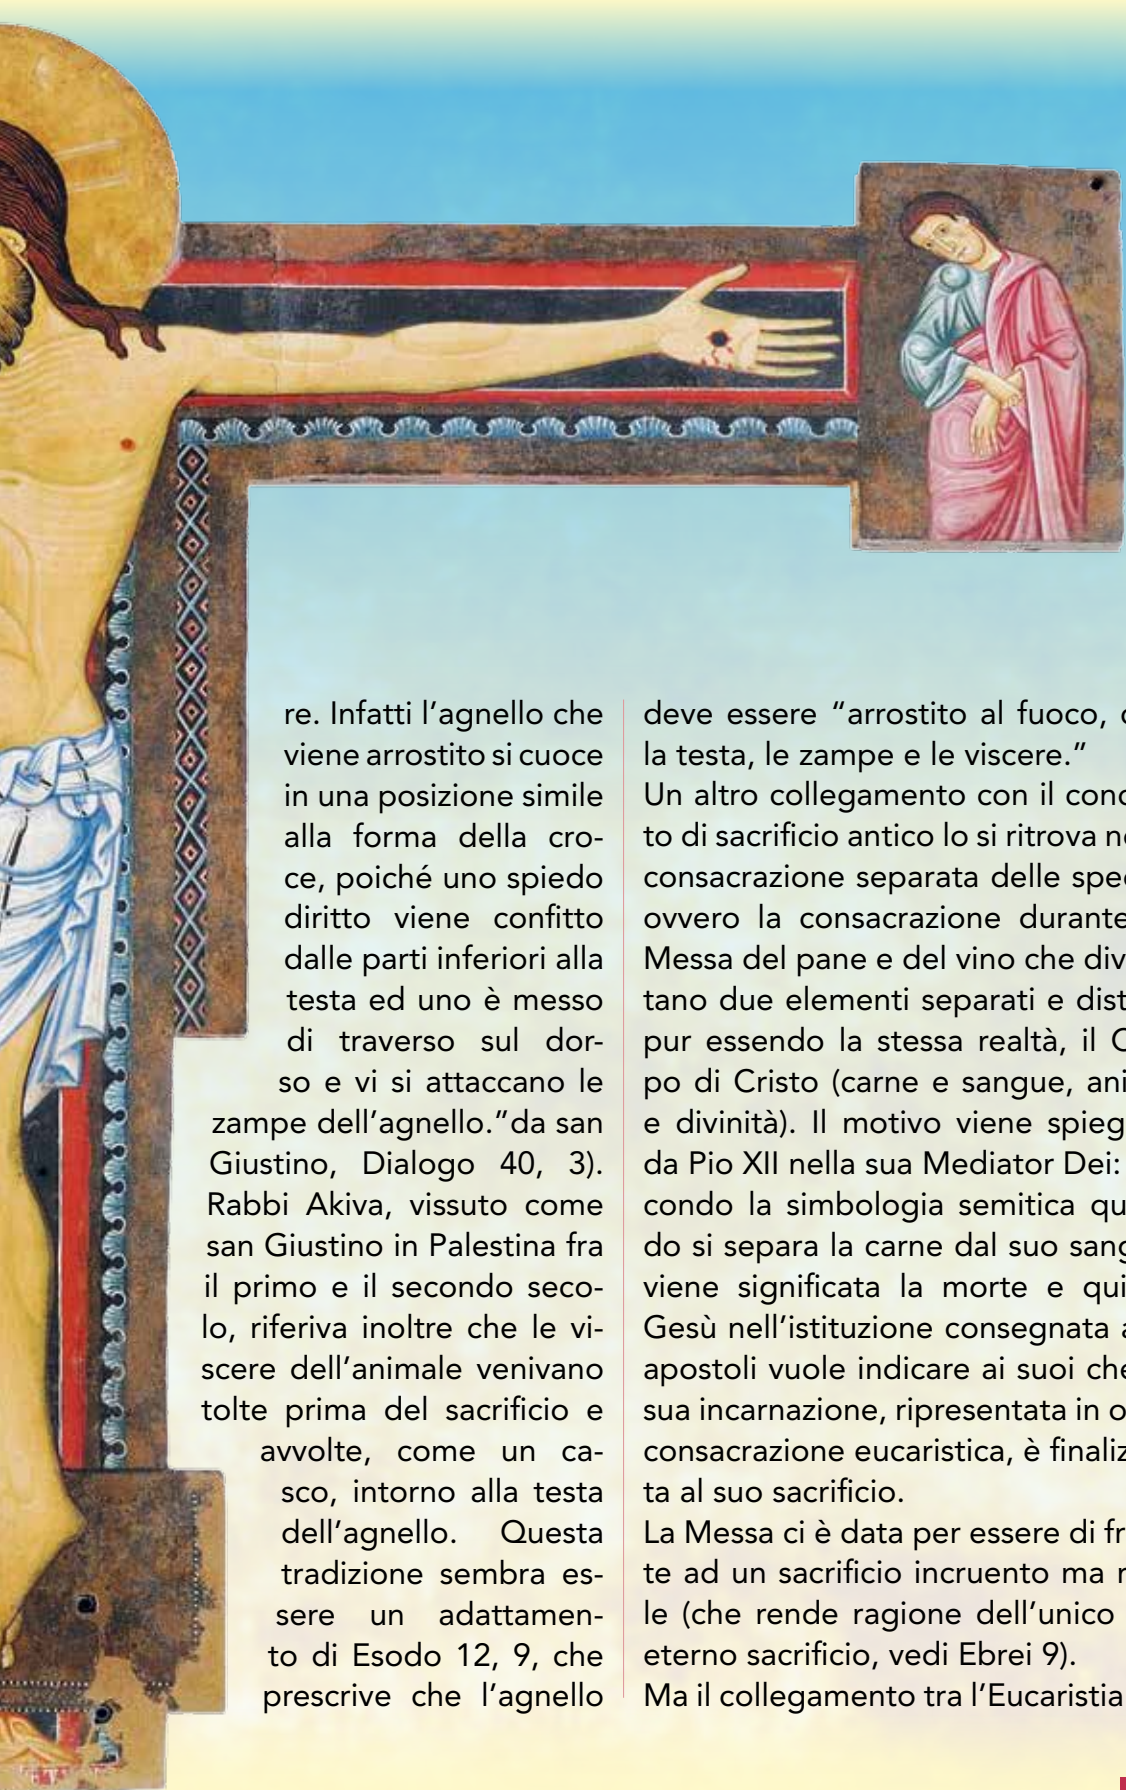 re. Infatti l'agnello che
viene arrostito si cuoce
in una posizione simile
alla forma della cro-
ce, poiché uno spiedo
diritto viene confitto
dalle parti inferiori alla
testa ed uno è messo
di traverso sul dor-
so e vi si attaccano le
zampe dell'agnello."da san
Giustino, Dialogo 40, 3).
Rabbi Akiva, vissuto come
san Giustino in Palestina fra
il primo e il secondo seco-
lo, riferiva inoltre che le vi-
scere dell'animale venivano
tolte prima del sacrificio e
avvolte, come un ca-
sco, intorno alla testa
dell'agnello. Questa
tradizione sembra es-
sere un adattamen-
to di Esodo 12, 9, che
prescrive che l'agnello
deve essere "arrostito al fuoco,
la testa, le zampe e le viscere."
Un altro collegamento con il conc
to di sacrificio antico lo si ritrova
consacrazione separata delle spec
ovvero la consacrazione durante
Messa del pane e del vino che div
tano due elementi separati e dist
pur essendo la stessa realtà, il
po di Cristo (carne e sangue, ani
e divinità). Il motivo viene spieg
da Pio XII nella sua Mediator Dei:
condo la simbologia semitica qu
do si separa la carne dal suo sang
viene significata la morte e qui
Gesù nell'istituzione consegnata
apostoli vuole indicare ai suoi che
sua incarnazione, ripresentata in
consacrazione eucaristica, è finaliz
ta al suo sacrificio.
La Messa ci è data per essere di fr
te ad un sacrificio incruento ma
le (che rende ragione dell'unico
eterno sacrificio, vedi Ebrei 9).
Ma il collegamento tra l'Eucaristia